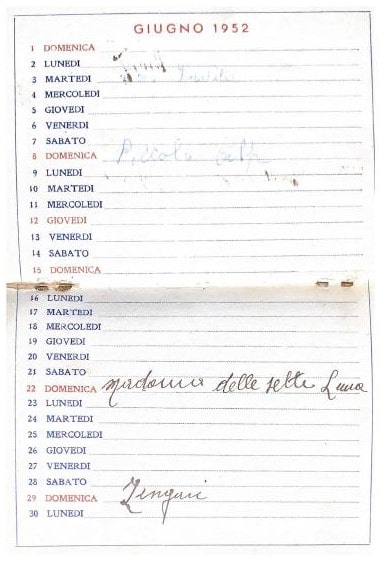 GIUGNO 1952
1 DOMENICA
2 LUNEDI
3 MARTEDI
4 MERCOLEDI
5 GIOVEDI
6 VENERDI
7 SABATO
8 DOMENICA Piccola
9 LUNEDI
10 MARTEDI
11 MERCOLEDI
12 GIOVEDI
13 VENERDI
14 SABATO
15 DOMENICA
16 LUNEDI
17 MARTEDI
18 MERCOLEDI
19 GIOVEDI
20 VENERDI
21 SABATO
22 DOMENICA Madonna delle sette Luna
23 LUNEDI
24 MARTEDI
25 MERCOLEDI
26 GIOVEDI
27 VENERDI
28 SABATO
29 DOMENICA Zingari
30 LUNEDI